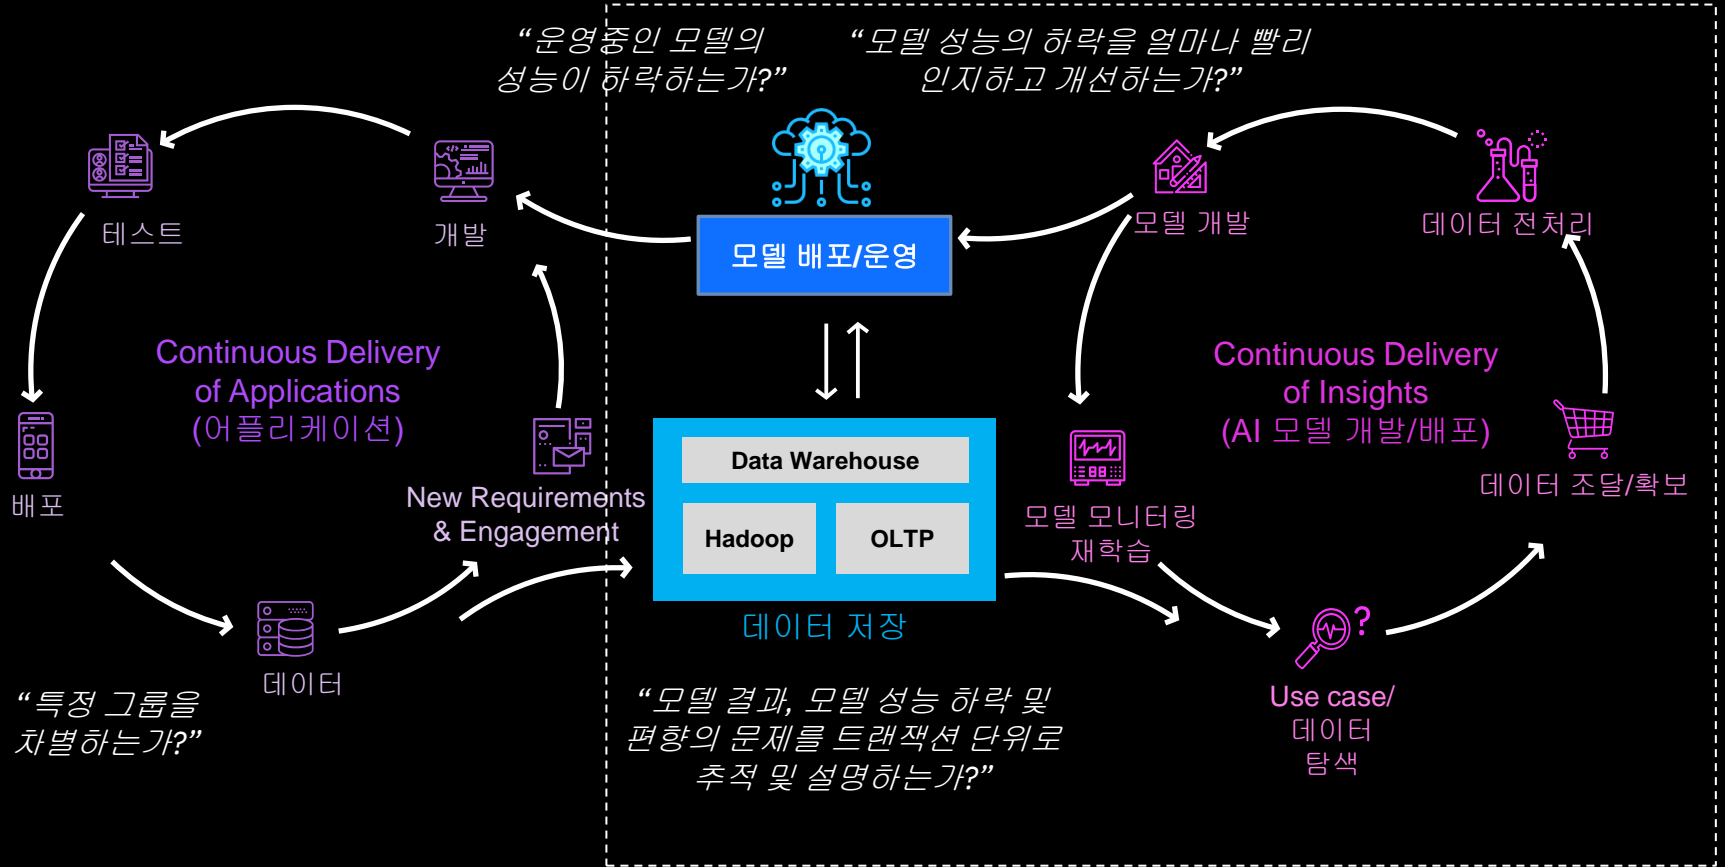 “운영중인 모델의
성능이 하락하는가?”
“모델 성능의 하락을 얼마나 빨리
인지하고 개선하는가?”
테스트
개발
모델 배포/운영
모델 개발
데이터 전처리
Continuous Delivery
of Applications
(어플리케이션)
Continuous Delivery
of Insights
(AI 모델 개발/배포)
배포
New Requirements
& Engagement
Data Warehouse
Hadoop
OLTP
데이터 저장
모델 모니터링
재학습
데이터 조달/확보
데이터
Use case/
데이터
탐색
“특정 그룹을
차별하는가?”
“모델 결과, 모델 성능 하락 및
편향의 문제를 트랜잭션 단위로
추적 및 설명하는가?”